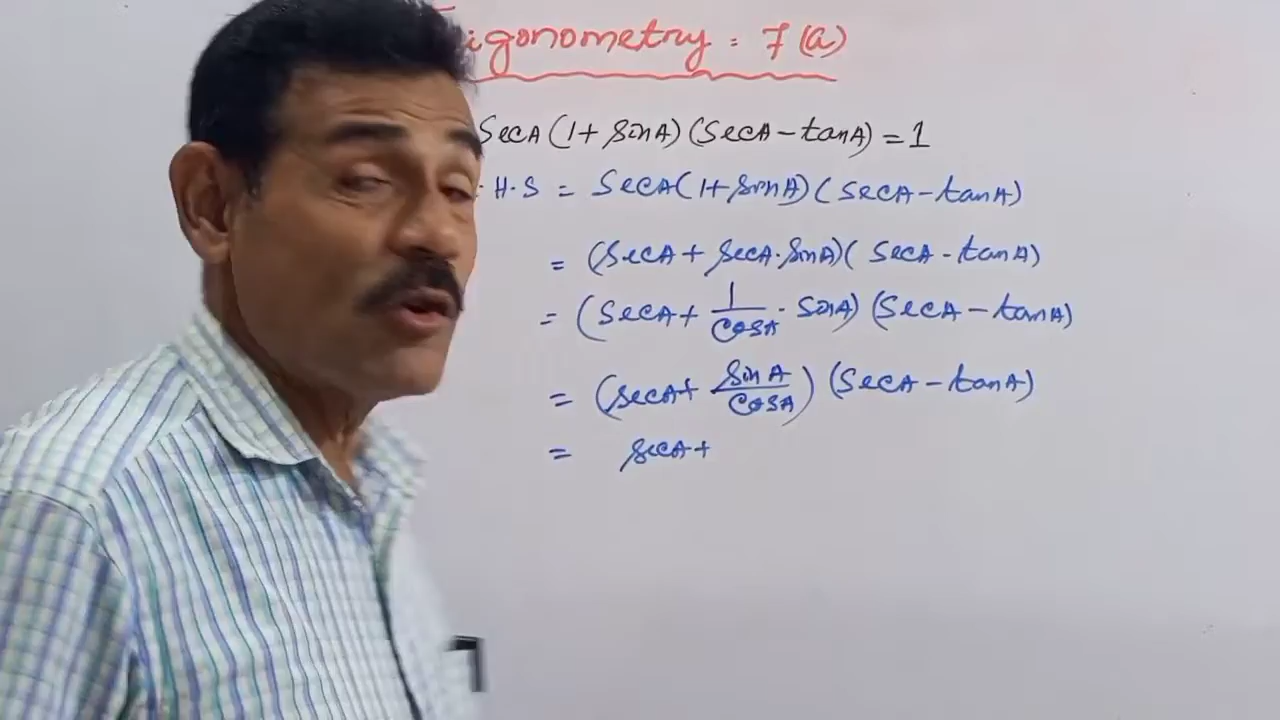 igonometry : 7(a)
SecA(1+ SinA)(SecA-tanA) = 1
.H.S = SecA(1+SinA)(SecA-tanA)
= (SecA+ SecA.SinA)(SecA-tanA)
= (SecA+ 1/CosA . SinA)(SecA-tanA)
= (SecA+ SinA/CosA)(SecA-tanA)
= SecA+